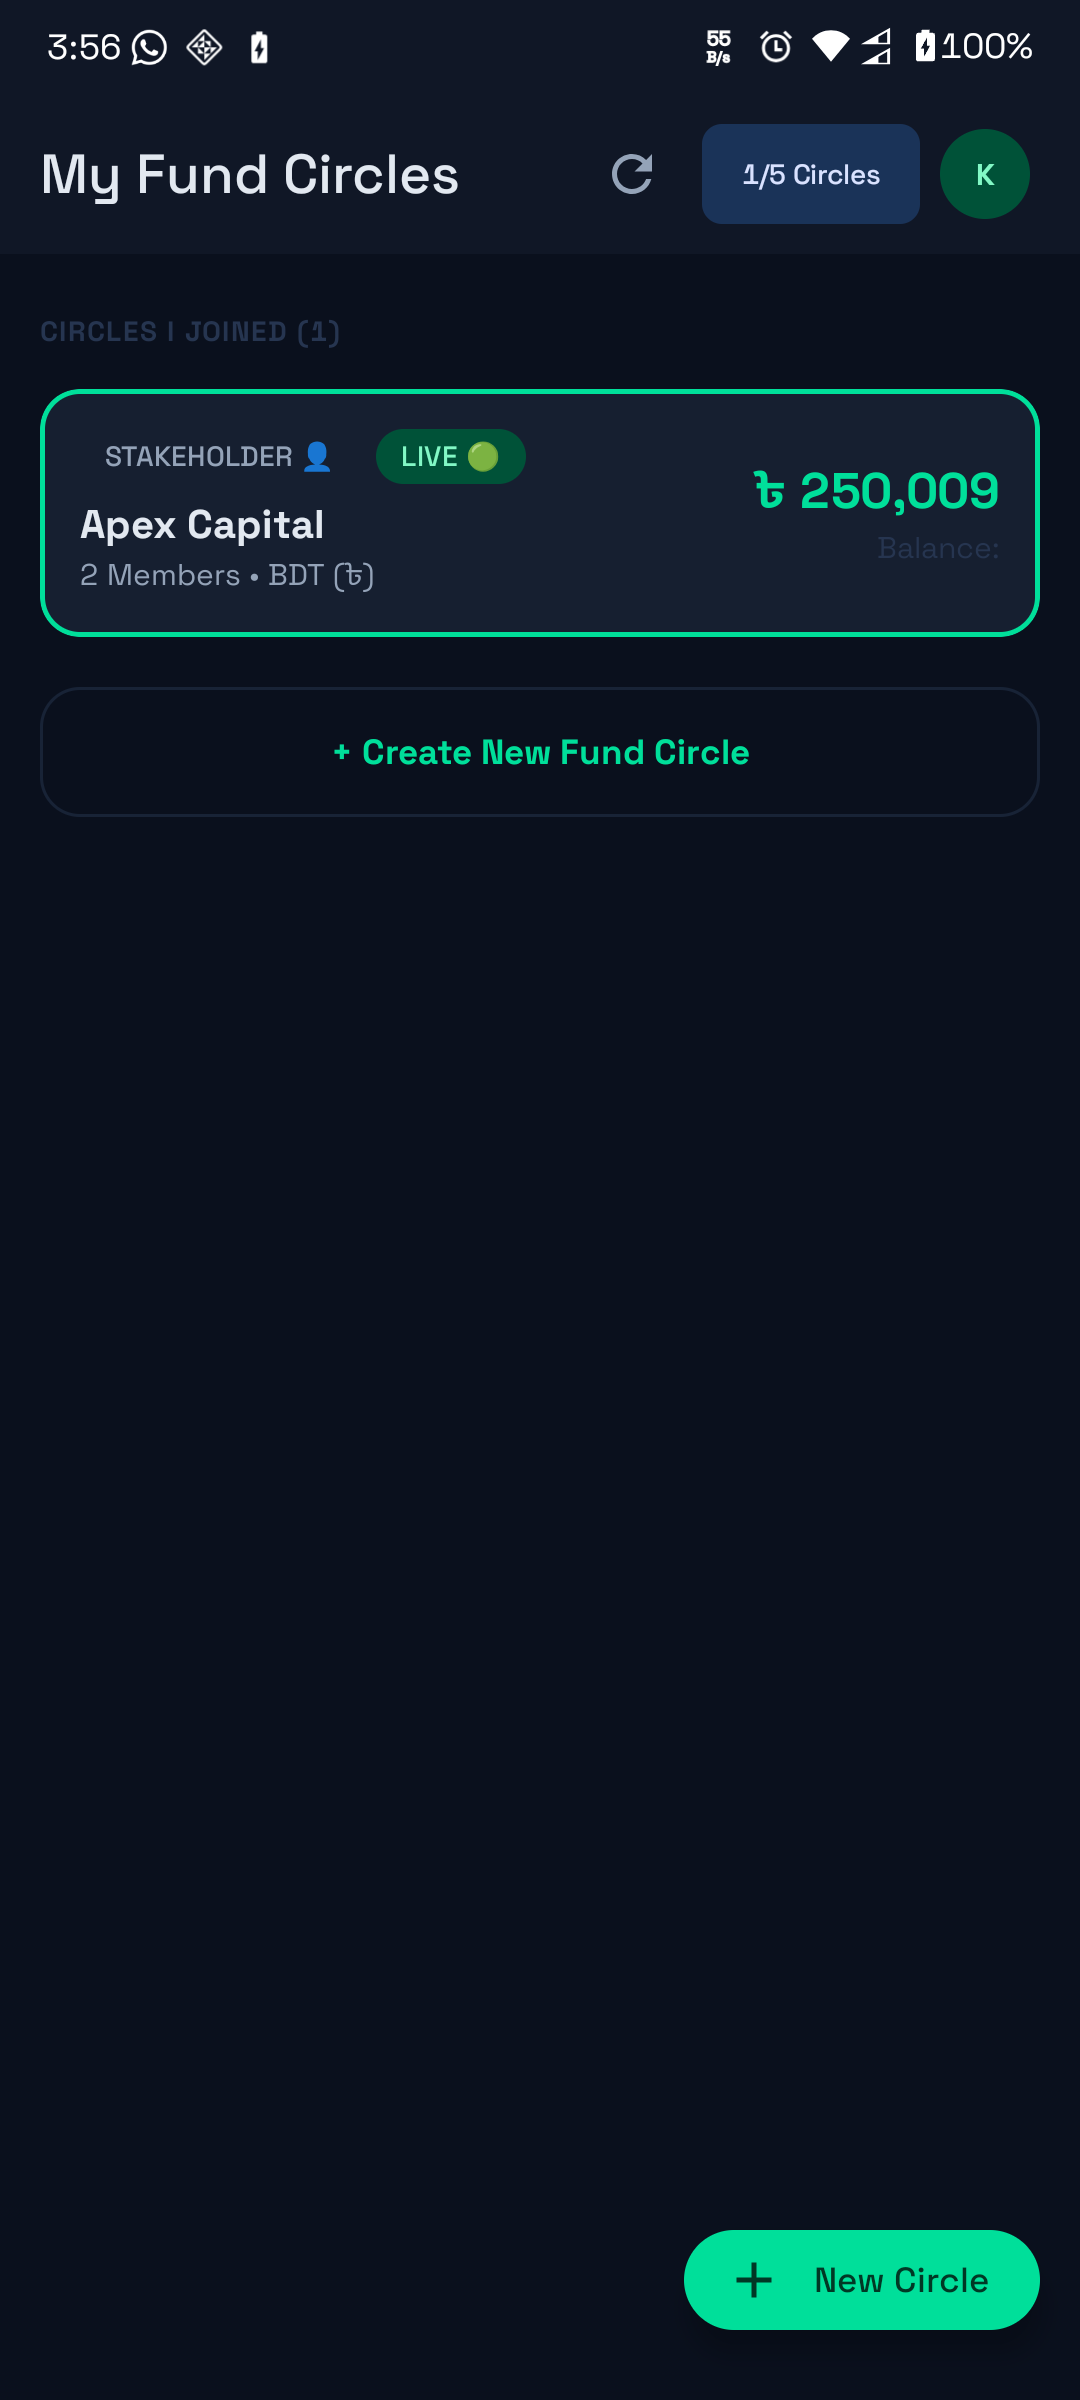 3:56
55 B/s
100%
My Fund Circles
1/5 Circles
K
CIRCLES I JOINED (1)
STAKEHOLDER 👤 LIVE 🟢
৳ 250,009
Apex Capital
Balance:
2 Members • BDT (৳)
+ Create New Fund Circle
+ New Circle